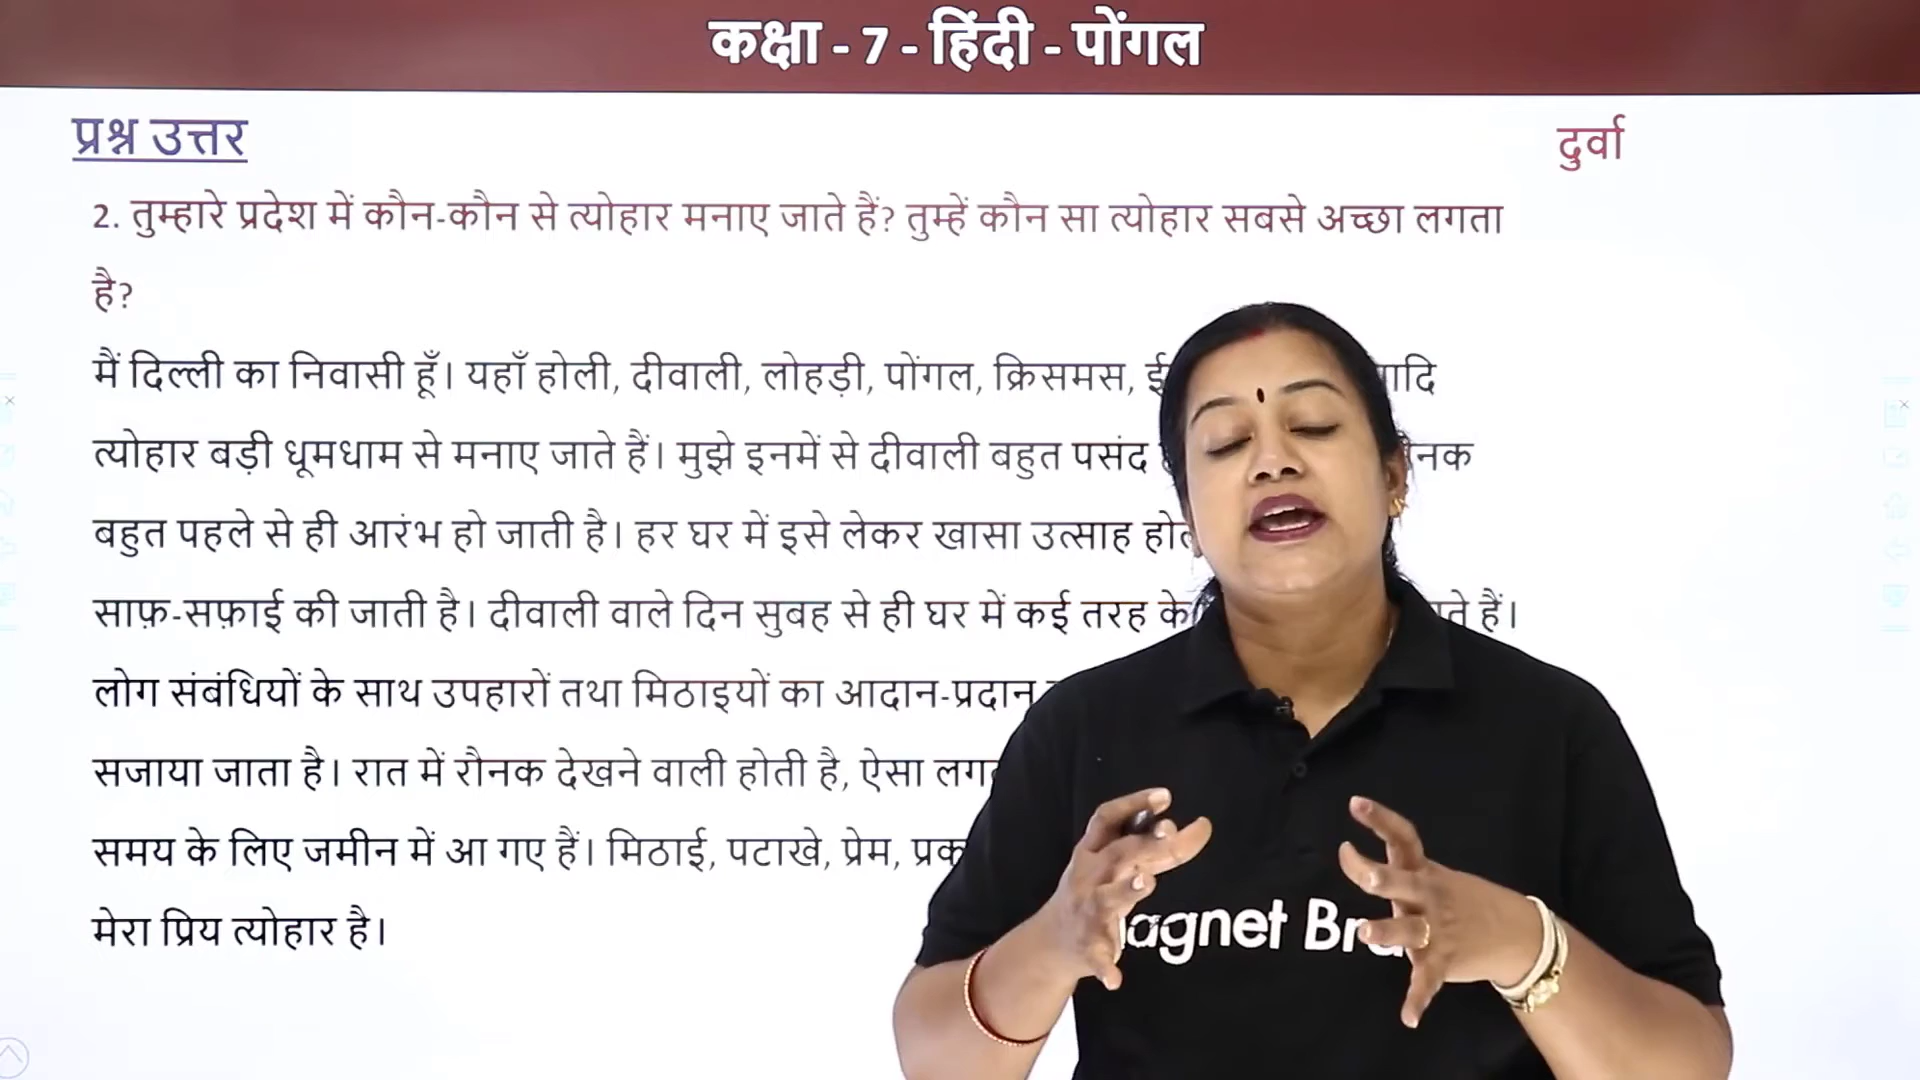 कक्षा - 7 - हिंदी - पोंगल
प्रश्न उत्तर
दुर्वा
2. तुम्हारे प्रदेश में कौन-कौन से त्योहार मनाए जाते हैं? तुम्हें कौन सा त्योहार सबसे अच्छा लगता
है?
मैं दिल्ली का निवासी हूँ। यहाँ होली, दीवाली, लोहड़ी, पोंगल, क्रिसमस,
त्योहार बड़ी धूमधाम से मनाए जाते हैं। मुझे इनमें से दीवाली बहुत पसंद
बहुत पहले से ही आरंभ हो जाती है। हर घर में इसे लेकर खासा उत्साह
साफ़-सफ़ाई की जाती है। दीवाली वाले दिन सुबह से ही घर में कई तरह के हैं।
लोग संबंधियों के साथ उपहारों तथा मिठाइयों का आदान-प्रदान
सजाया जाता है। रात में रौनक देखने वाली होती है, ऐसा
समय के लिए जमीन में आ गए हैं। मिठाई, पटाखे, प्रेम,
मेरा प्रिय त्योहार है।